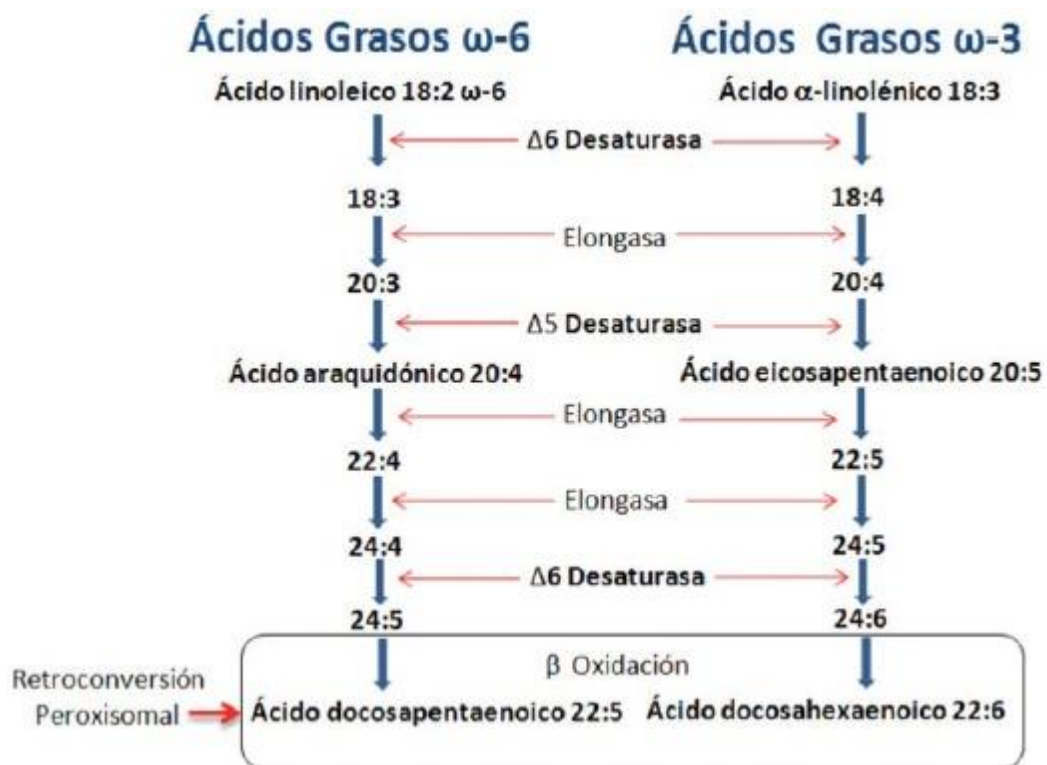 Ácidos Grasos ω-6 Ácidos Grasos ω-3
Ácido linoleico 18:2 ω-6 Ácido α-linolénico 18:3
Δ6 Desaturasa
18:3 18:4
Elongasa
20:3 20:4
Δ5 Desaturasa
Ácido araquidónico 20:4 Ácido eicosapentaenoico 20:5
Elongasa
22:4 22:5
Elongasa
24:4 24:5
Δ6 Desaturasa
24:5 24:6
β Oxidación
Retroconversión
Peroxisomal Ácido docosapentaenoico 22:5 Ácido docosahexaenoico 22:6